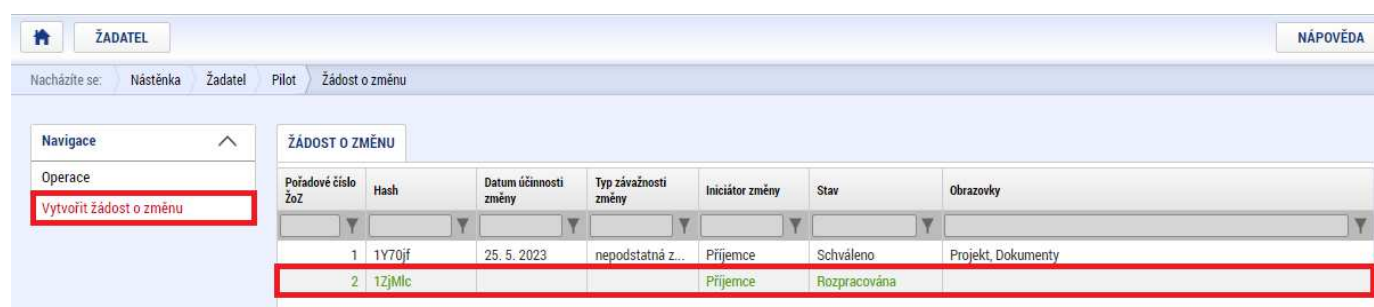 ŽADATEL
NÁPOVĚDA
Nacházíte se: Nástěnka Žadatel Pilot Žádost o změnu
Navigace
Operace
Vytvořit žádost o změnu
ŽÁDOST O ZMĚNU
Pořadové číslo ŽoZ Hash Datum účinnosti změny Typ závažnosti změny Iniciátor změny Stav Obrazovky
1 1Y70jf 25. 5. 2023 nepodstatná z... Příjemce Schváleno Projekt, Dokumenty
2 1ZjMlc Příjemce Rozpracována